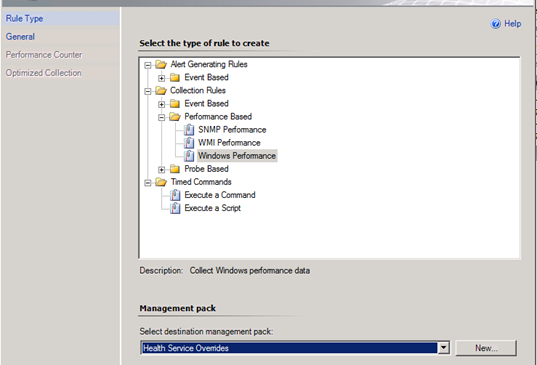 Rule Type
General
Performance Counter
Optimized Collection
Help
Select the type of rule to create
Alert Generating Rules
Event Based
Collection Rules
Event Based
Performance Based
SNMP Performance
WMI Performance
Windows Performance
Probe Based
Timed Commands
Execute a Command
Execute a Script
Description: Collect Windows performance data
Management pack
Select destination management pack:
Health Service Overrides
New...